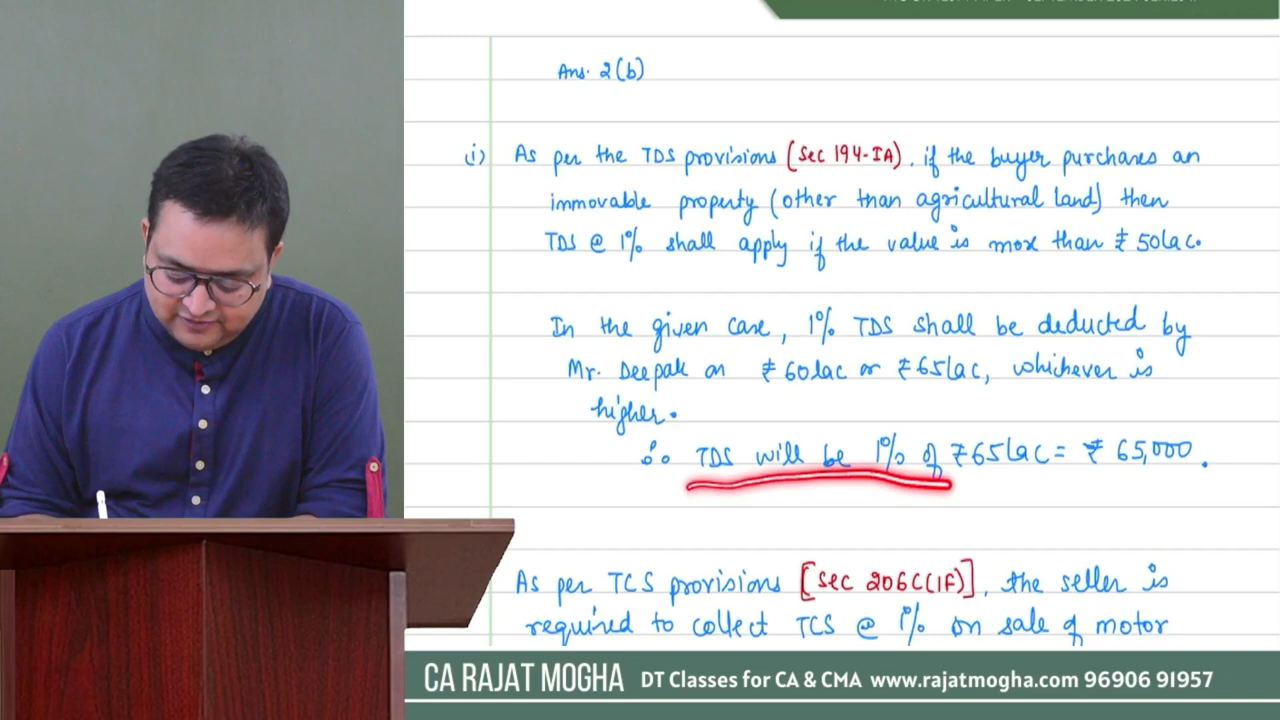 Ans. 2(b)
(i) As per the TDS provisions (Sec 194-IA), if the buyer purchases an
immovable property (other than agricultural land) then
TDS @ 1% shall apply if the value is more than ₹ 50lac.
In the given case, 1% TDS shall be deducted by
Mr. Deepak on ₹60lac or ₹65lac, whichever is
higher.
∴ TDS will be 1% of ₹65lac = ₹ 65,000.
As per TCS provisions [Sec 206C(1F)], the seller is
required to collect TCS @ 1% on sale of motor
CA RAJAT MOGHA DT Classes for CA & CMA www.rajatmogha.com 96906 91957